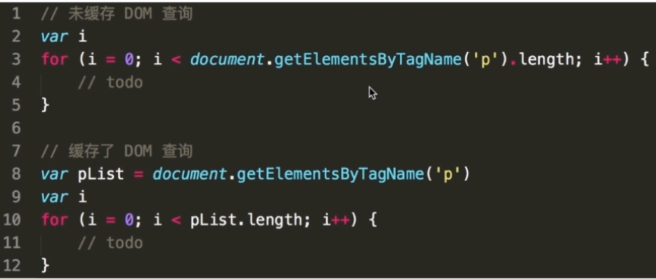 1 // 未缓存 DOM 查询
2 var i
3 for (i = 0; i < document.getElementsByTagName('p').length; i++) {
4     // todo
5 }
6
7 // 缓存了 DOM 查询
8 var pList = document.getElementsByTagName('p')
9 var i
10 for (i = 0; i < pList.length; i++) {
11     // todo
12 }